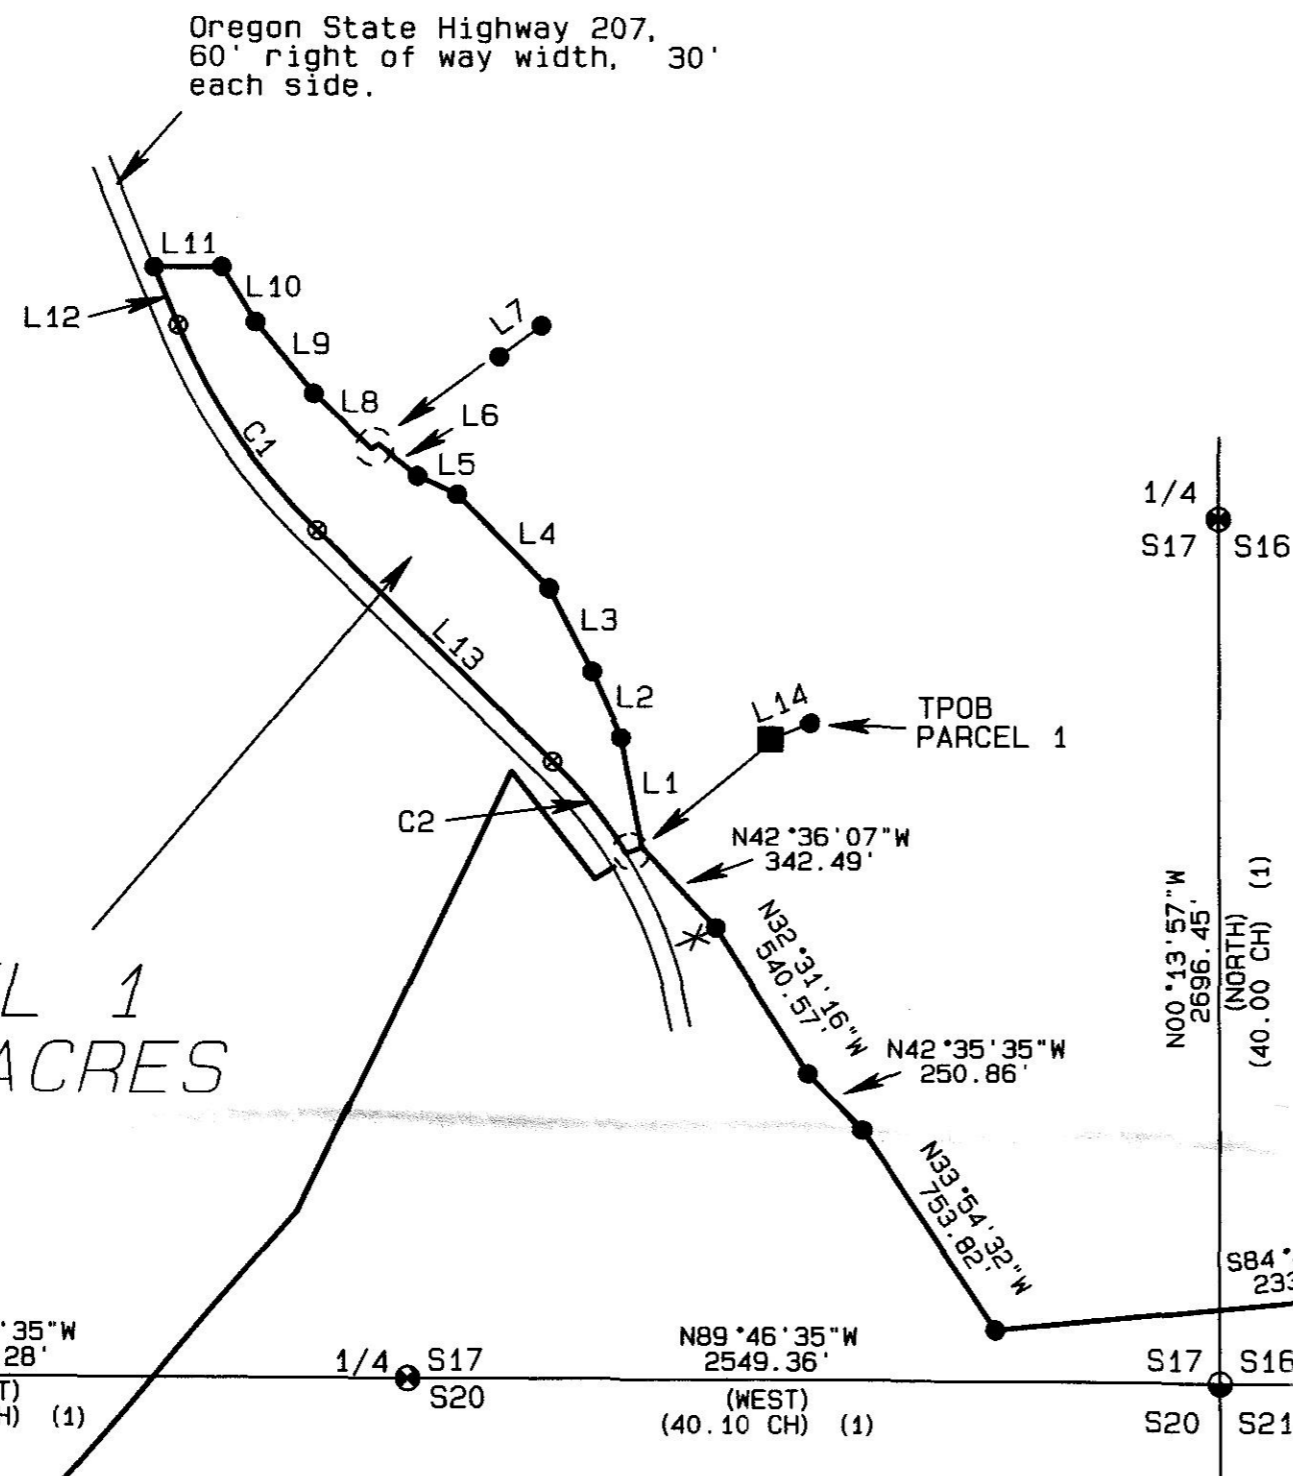 Oregon State Highway 207,
60' right of way width, 30'
each side.
L11
L10
L12
L9
L7
L8
L6
C1
L5
1/4
S17 S16
L4
L3
L13
L2
L14
TPOB
PARCEL 1
L1
C2
N42°36'07"W
342.49'
N32°31'16"W
540.57'
N00°13'57"W
2696.45'
(NORTH)
(40.00 CH) (1)
L 1
ACRES
N42°35'35"W
250.86'
N33°54'32"W
753.82'
S84°
233
'35"W
28'
T)
H) (1)
1/4 S17
S20
N89°46'35"W
2549.36'
(WEST)
(40.10 CH) (1)
S17 S16
S20 S21